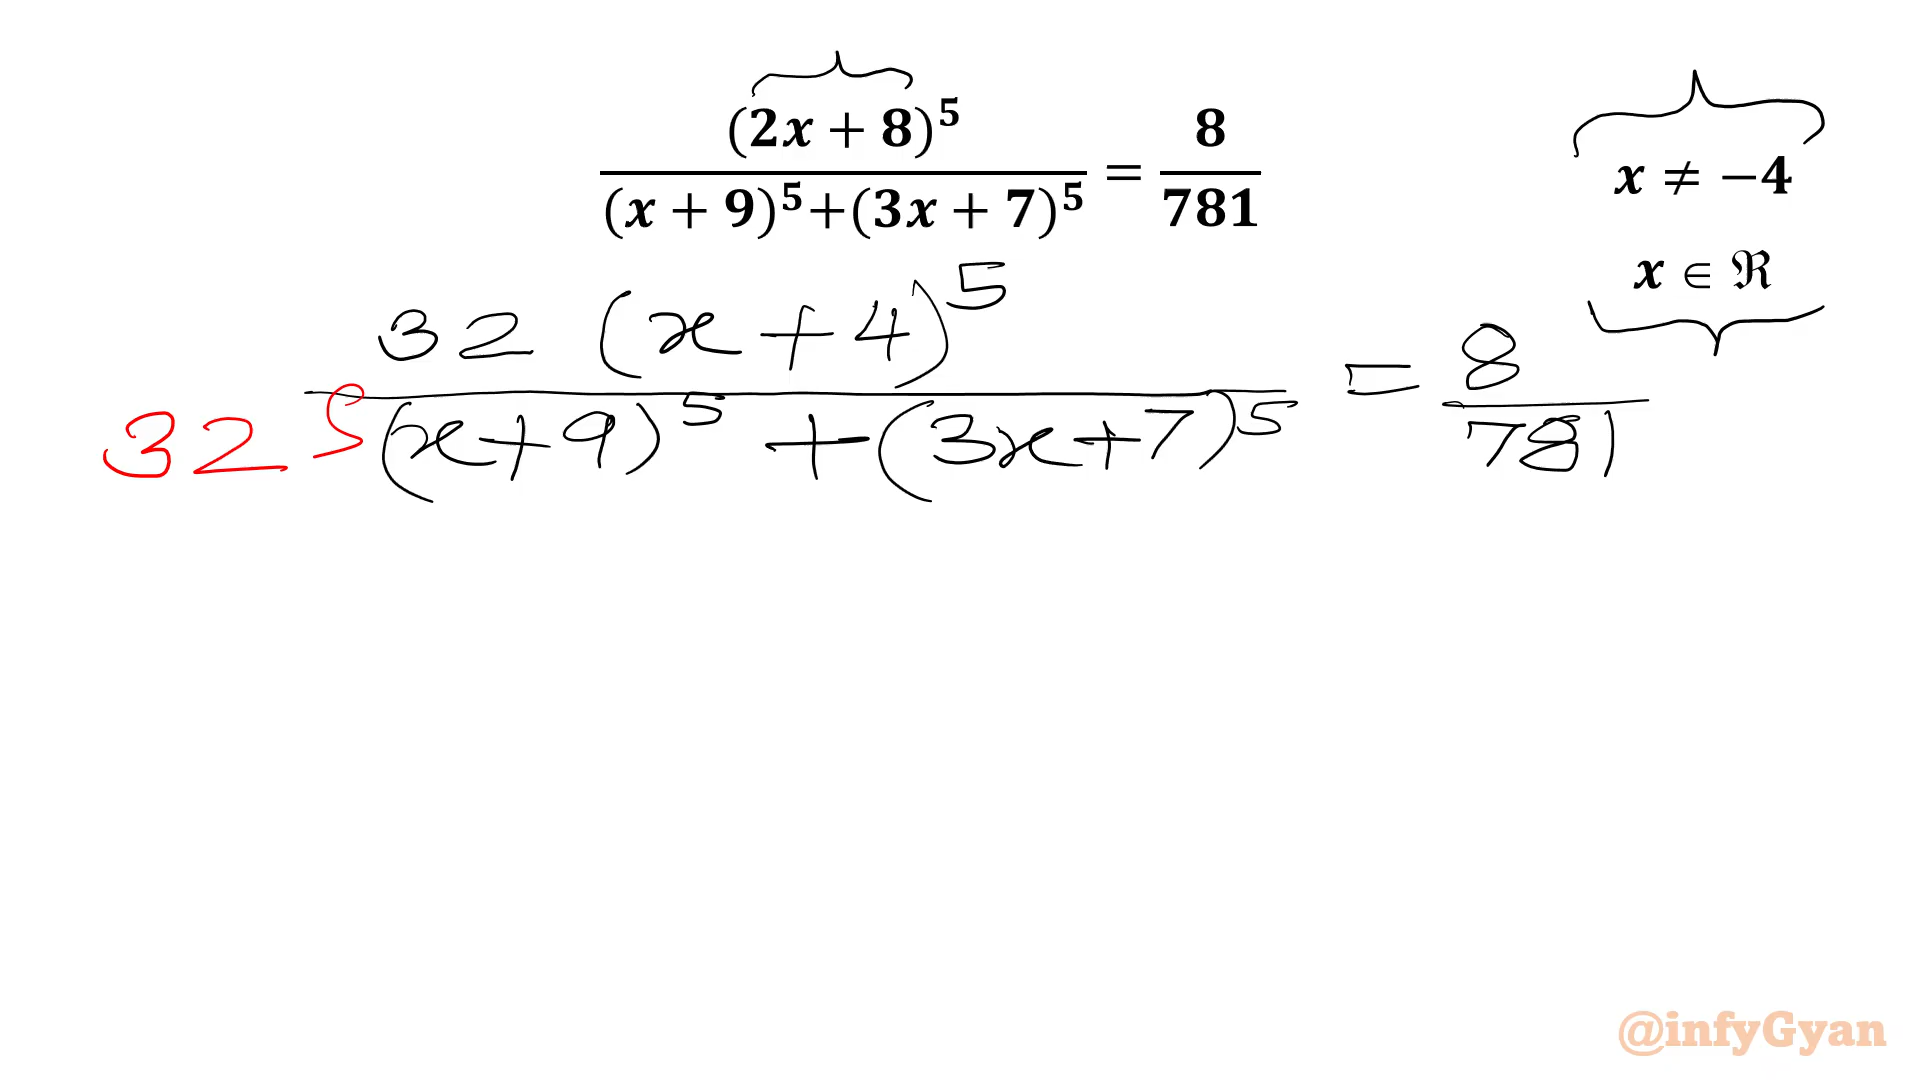 (2x + 8)⁵ / (x + 9)⁵+(3x + 7)⁵ = 8 / 781
x ≠ −4
x ∈ ℜ
32 (x + 4)⁵ / (x+9)⁵ + (3x+7)⁵ = 8 / 781
32
@infyGyan